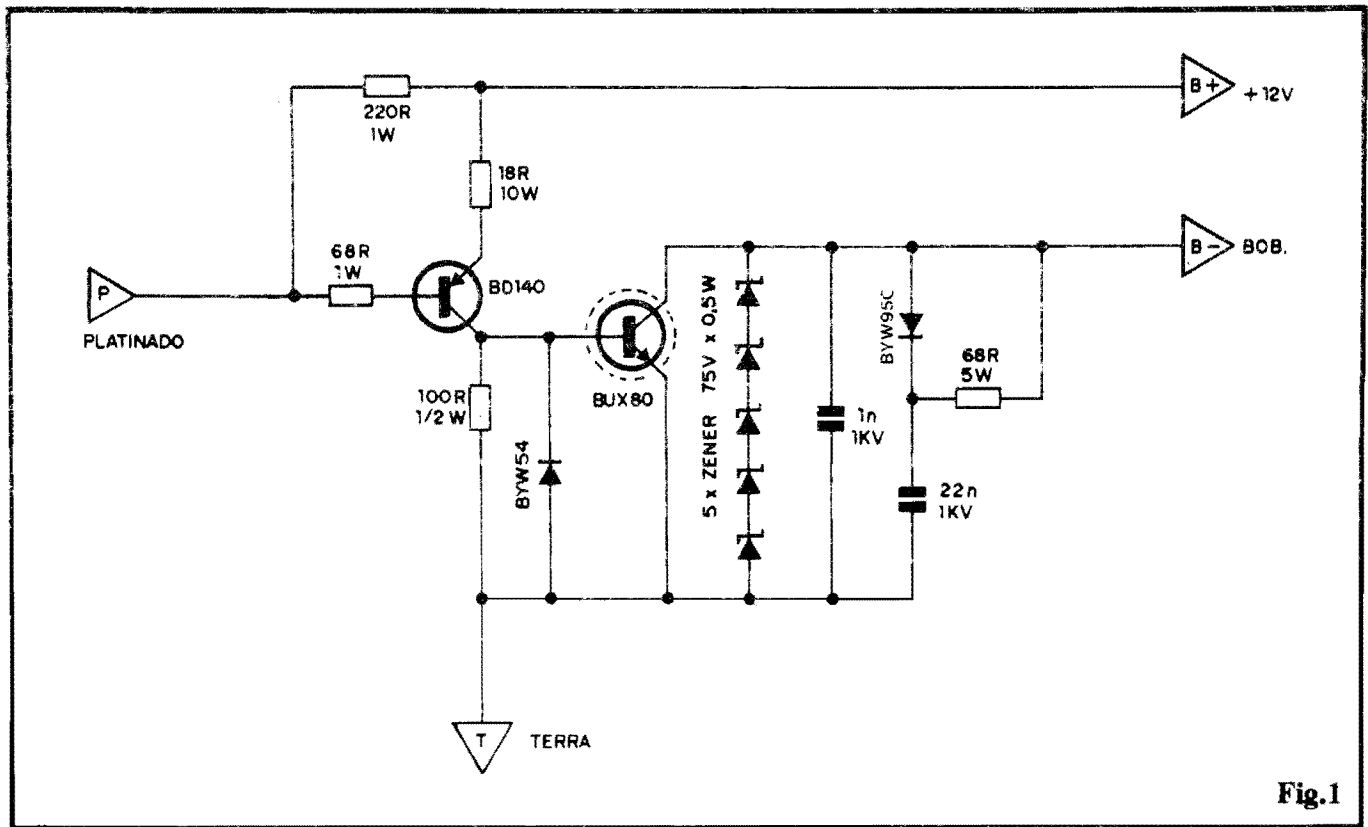 B+
+12V
220R
1W
18R
10W
B-
BOB.
68R
1W
P
BD140
PLATINADO
BUX80
5 x ZENER 75V x 0,5W
BYW95C
68R
5W
100R
1/2W
BYW54
1n
1KV
22n
1KV
T
TERRA
Fig.1